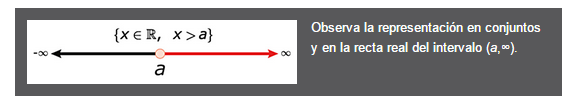 {x ∈ ℝ, x > a}
-∞ ∞
a
Observa la representación en conjuntos
y en la recta real del intervalo (a,∞).